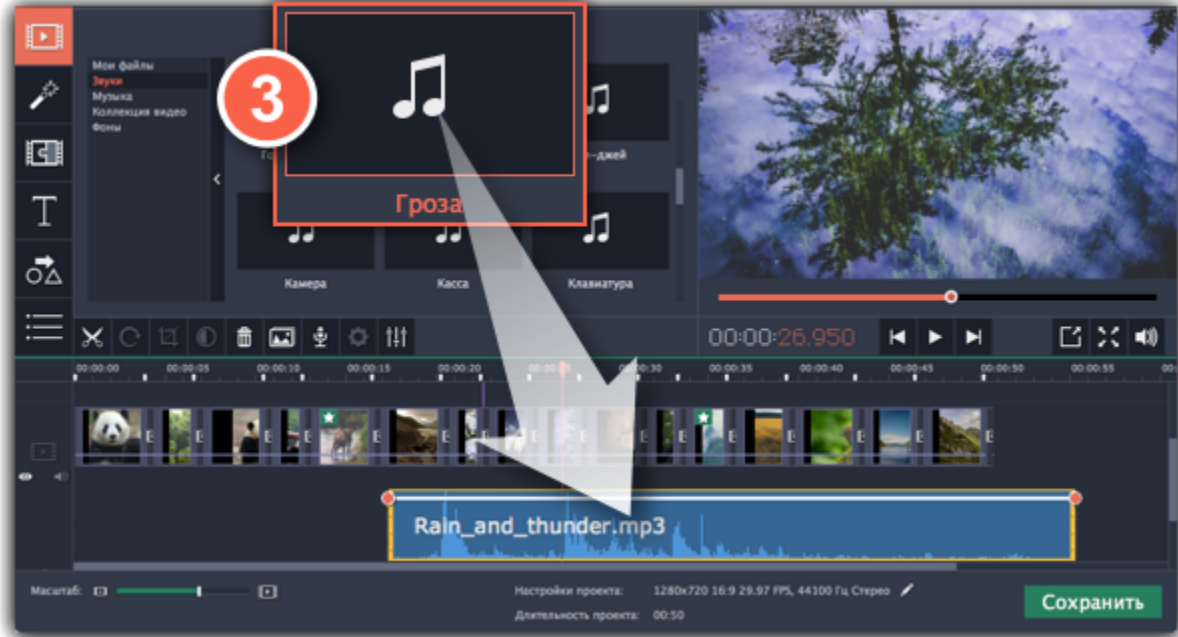 Мои файлы
Звуки
Музыка
Коллекция видео
Фоны
3
Гроза
Камера
Касса
Клавиатура
T
00:00:26.950
00:00:00 00:00:05 00:00:10 00:00:15 00:00:20 00:00:35 00:00:40 00:00:45 00:00:50 00:00:55
Rain_and_thunder.mp3
Масштаб:
Настройки проекта: 1280x720 16:9 29.97 FPS, 44100 Гц Стерео
Длительность проекта: 00:50
Сохранить